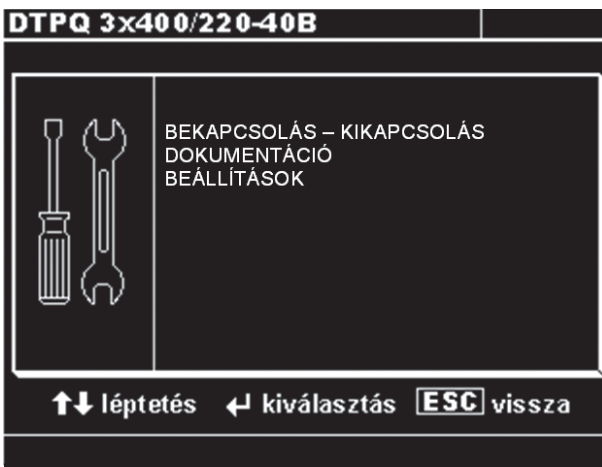 DTPQ 3x400/220-40B
BEKAPCSOLÁS – KIKAPCSOLÁS
DOKUMENTÁCIÓ
BEÁLLÍTÁSOK
↑↓ léptetés ↵ kiválasztás ESC vissza